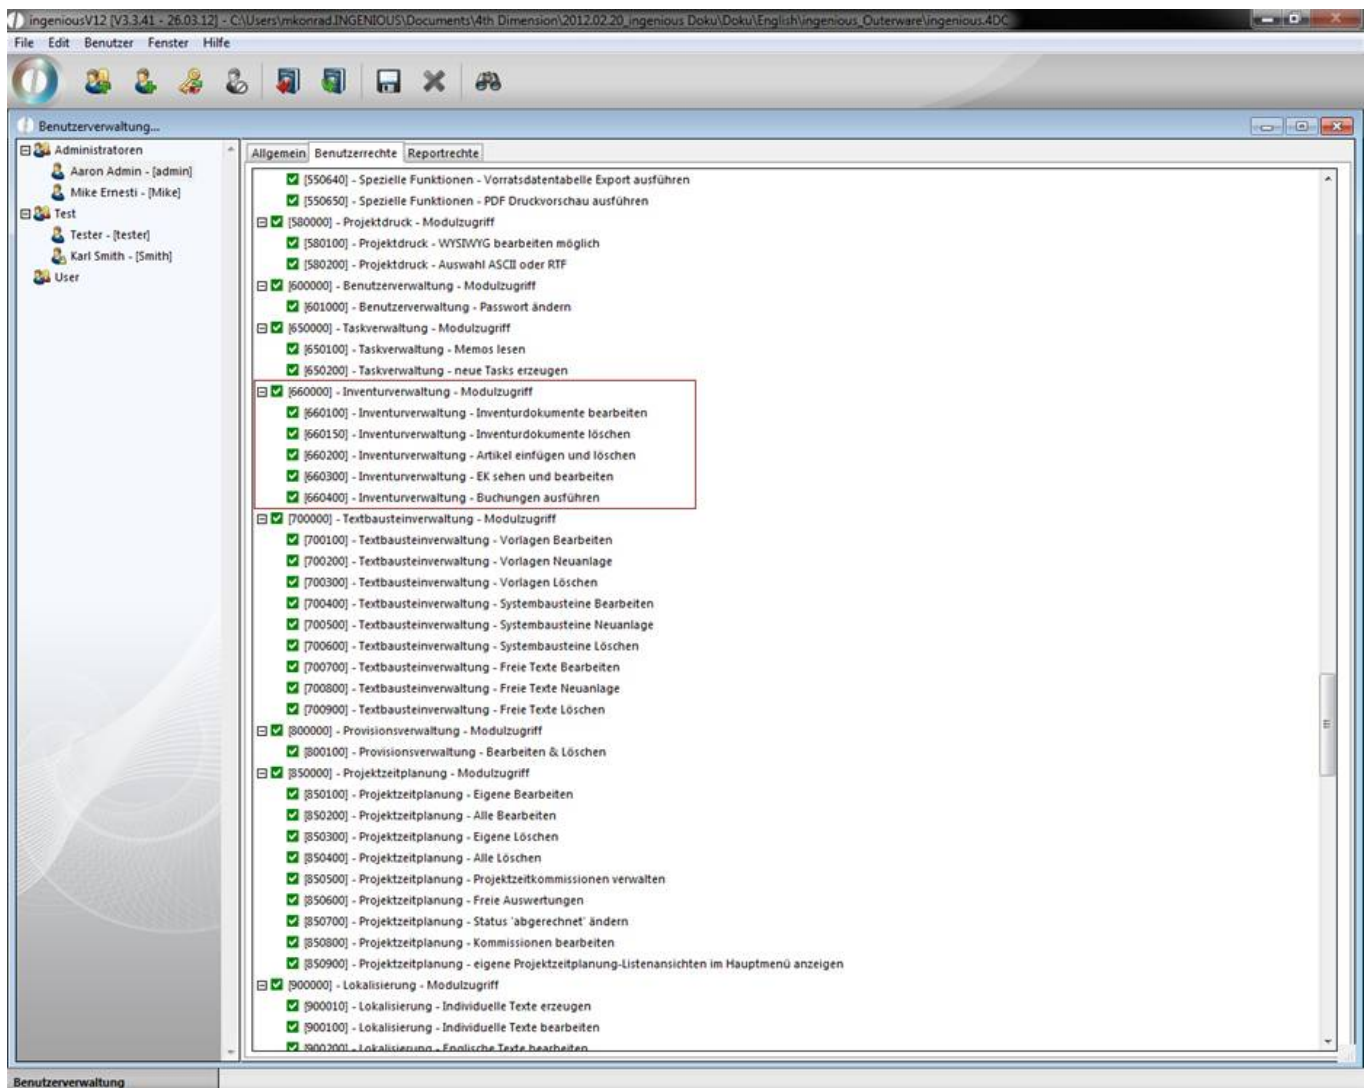 ingeniousV12 [V3.3.41 - 26.03.12] - C:\Users\mkonrad.INGENIOUS\Documents\4th Dimension\2012.02.20_ingenious Doku\Doku\English\ingenious_Outerware\ingenious.4DC
File Edit Benutzer Fenster Hilfe
Benutzerverwaltung...
Administratoren
Aaron Admin - [admin]
Mike Ernesti - [Mike]
Test
Tester - [tester]
Karl Smith - [Smith]
User
Allgemein Benutzerrechte Reportrechte
[550640] - Spezielle Funktionen - Vorratsdatentabelle Export ausführen
[550650] - Spezielle Funktionen - PDF Druckvorschau ausführen
[580000] - Projektdruck - Modulzugriff
[580100] - Projektdruck - WYSIWYG bearbeiten möglich
[580200] - Projektdruck - Auswahl ASCII oder RTF
[600000] - Benutzerverwaltung - Modulzugriff
[601000] - Benutzerverwaltung - Passwort ändern
[650000] - Taskverwaltung - Modulzugriff
[650100] - Taskverwaltung - Memos lesen
[650200] - Taskverwaltung - neue Tasks erzeugen
[660000] - Inventurverwaltung - Modulzugriff
[660100] - Inventurverwaltung - Inventurdokumente bearbeiten
[660150] - Inventurverwaltung - Inventurdokumente löschen
[660200] - Inventurverwaltung - Artikel einfügen und löschen
[660300] - Inventurverwaltung - EK sehen und bearbeiten
[660400] - Inventurverwaltung - Buchungen ausführen
[700000] - Textbausteinverwaltung - Modulzugriff
[700100] - Textbausteinverwaltung - Vorlagen Bearbeiten
[700200] - Textbausteinverwaltung - Vorlagen Neuanlage
[700300] - Textbausteinverwaltung - Vorlagen Löschen
[700400] - Textbausteinverwaltung - Systembausteine Bearbeiten
[700500] - Textbausteinverwaltung - Systembausteine Neuanlage
[700600] - Textbausteinverwaltung - Systembausteine Löschen
[700700] - Textbausteinverwaltung - Freie Texte Bearbeiten
[700800] - Textbausteinverwaltung - Freie Texte Neuanlage
[700900] - Textbausteinverwaltung - Freie Texte Löschen
[800000] - Provisionsverwaltung - Modulzugriff
[800100] - Provisionsverwaltung - Bearbeiten & Löschen
[850000] - Projektzeitplanung - Modulzugriff
[850100] - Projektzeitplanung - Eigene Bearbeiten
[850200] - Projektzeitplanung - Alle Bearbeiten
[850300] - Projektzeitplanung - Eigene Löschen
[850400] - Projektzeitplanung - Alle Löschen
[850500] - Projektzeitplanung - Projektzeitkommissionen verwalten
[850600] - Projektzeitplanung - Freie Auswertungen
[850700] - Projektzeitplanung - Status 'abgerechnet' ändern
[850800] - Projektzeitplanung - Kommissionen bearbeiten
[850900] - Projektzeitplanung - eigene Projektzeitplanung-Listenansichten im Hauptmenü anzeigen
[900000] - Lokalisierung - Modulzugriff
[900010] - Lokalisierung - Individuelle Texte erzeugen
[900100] - Lokalisierung - Individuelle Texte bearbeiten
[900200] - Lokalisierung - Englische Texte bearbeiten
Benutzerverwaltung